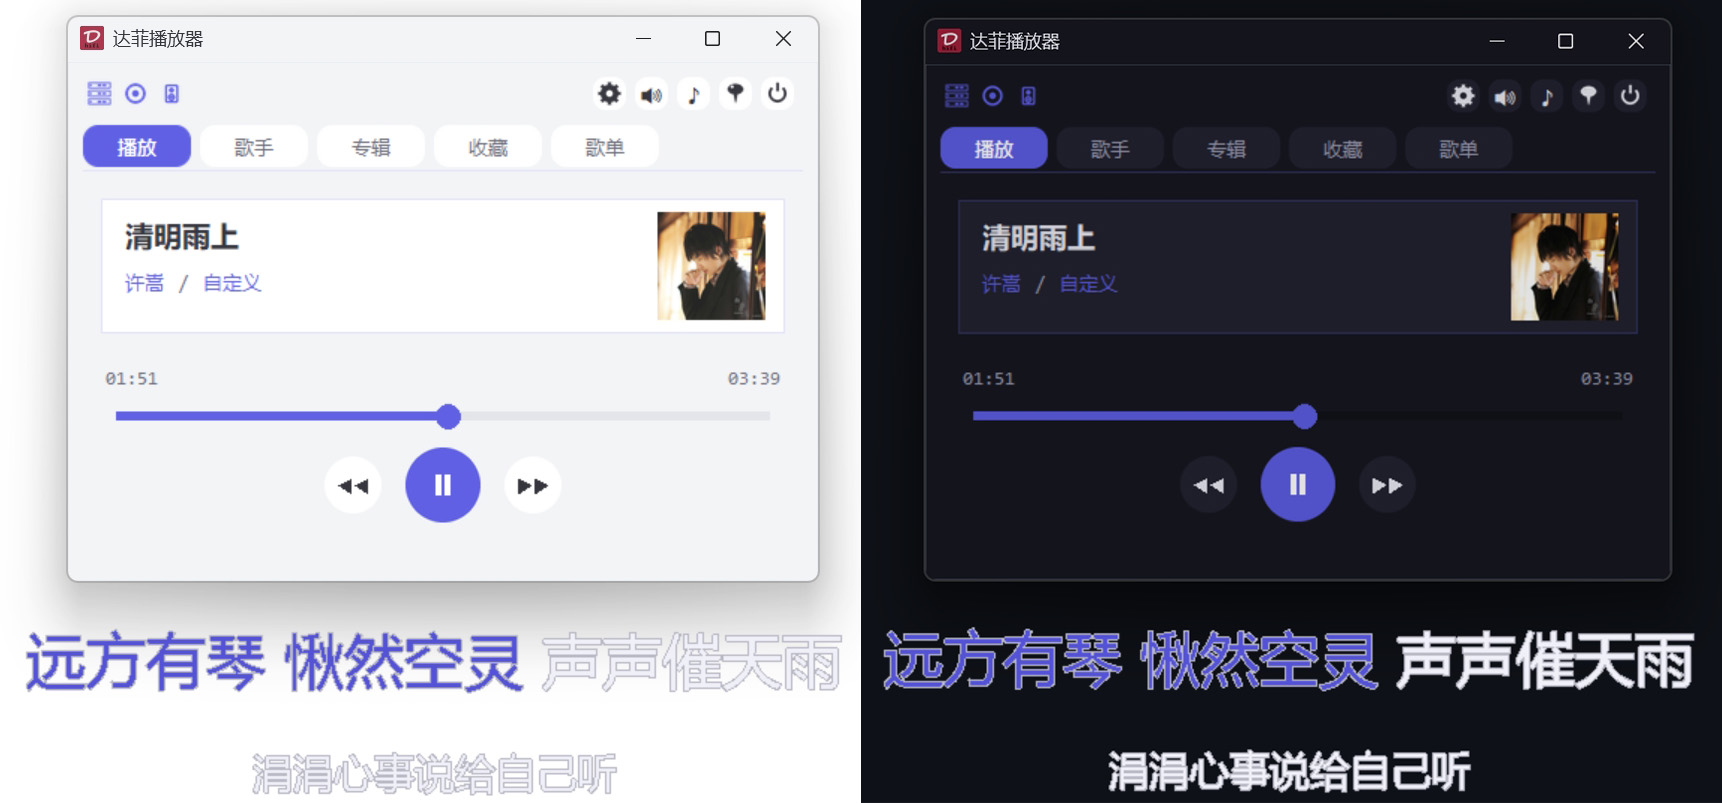 达菲播放器
播放 歌手 专辑 收藏 歌单
清明雨上
许嵩 / 自定义
01:51 03:39
远方有琴 愀然空灵 声声催天雨
涓涓心事说给自己听
达菲播放器
播放 歌手 专辑 收藏 歌单
清明雨上
许嵩 / 自定义
01:51 03:39
远方有琴 愀然空灵 声声催天雨
涓涓心事说给自己听